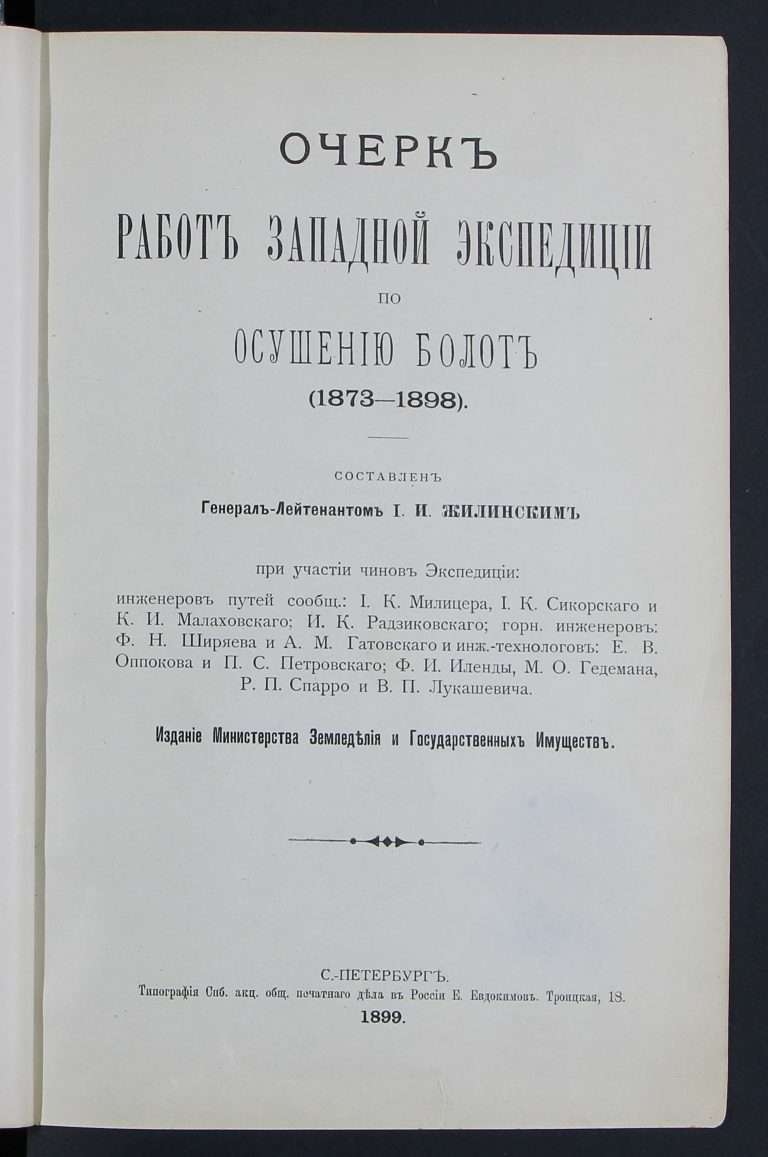 ОЧЕРКЪ
РАБОТЪ ЗАПАДНОЙ ЭКСПЕДИЦІИ
ПО
ОСУШЕНІЮ БОЛОТЪ
(1873—1898).
СОСТАВЛЕНЪ
Генералъ-Лейтенантомъ І. И. ЖИЛИНСКИМЪ
при участіи чиновъ Экспедиціи:
инженеровъ путей сообщ.: І. К. Милицера, І. К. Сикорскаго и
К. И. Малаховскаго; И. К. Радзиковскаго; горн. инженеровъ:
Ф. Н. Ширяева и А. М. Гатовскаго и инж.-технологовъ: Е. В.
Оппокова и П. С. Петровскаго; Ф. И. Иленды, М. О. Гедемана,
Р. П. Спарро и В. П. Лукашевича.
Изданіе Министерства Земледѣлія и Государственныхъ Имуществъ.
С.-ПЕТЕРБУРГЪ.
Типографія Спб. акц. общ. печатнаго дѣла въ Россіи Е. Евдокимовъ. Троицкая, 18.
1899.